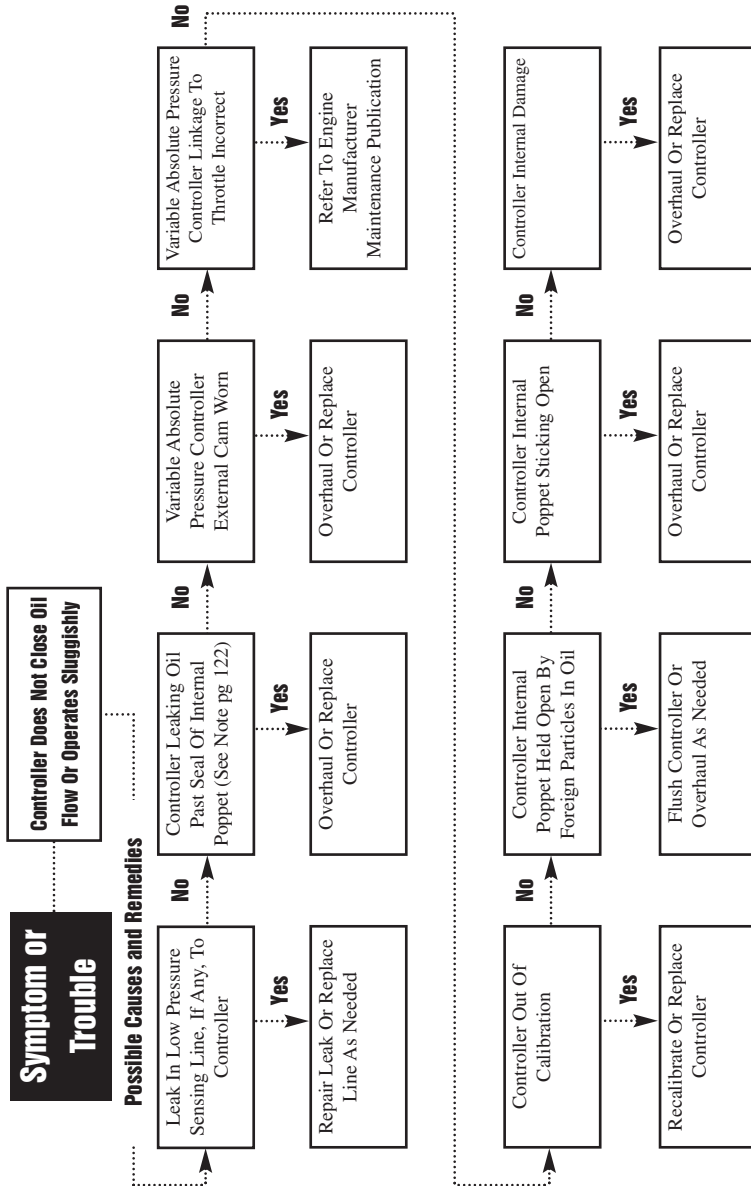 Symptom or
Trouble
Controller Does Not Close Oil
Flow Or Operates Sluggishly
Possible Causes and Remedies
Leak In Low Pressure
Sensing Line, If Any, To
Controller
No
Controller Leaking Oil
Past Seal Of Internal
Poppet (See Note pg 122)
No
Variable Absolute
Pressure Controller
External Cam Worn
No
Variable Absolute Pressure
Controller Linkage To
Throttle Incorrect
No
Yes
Repair Leak Or Replace
Line As Needed
Yes
Overhaul Or Replace
Controller
Yes
Overhaul Or Replace
Controller
Yes
Refer To Engine
Manufacturer
Maintenance Publication
Controller Out Of
Calibration
No
Controller Internal
Poppet Held Open By
Foreign Particles In Oil
No
Controller Internal
Poppet Sticking Open
No
Controller Internal Damage
Yes
Recalibrate Or Replace
Controller
Yes
Flush Controller Or
Overhaul As Needed
Yes
Overhaul Or Replace
Controller
Yes
Overhaul Or Replace
Controller